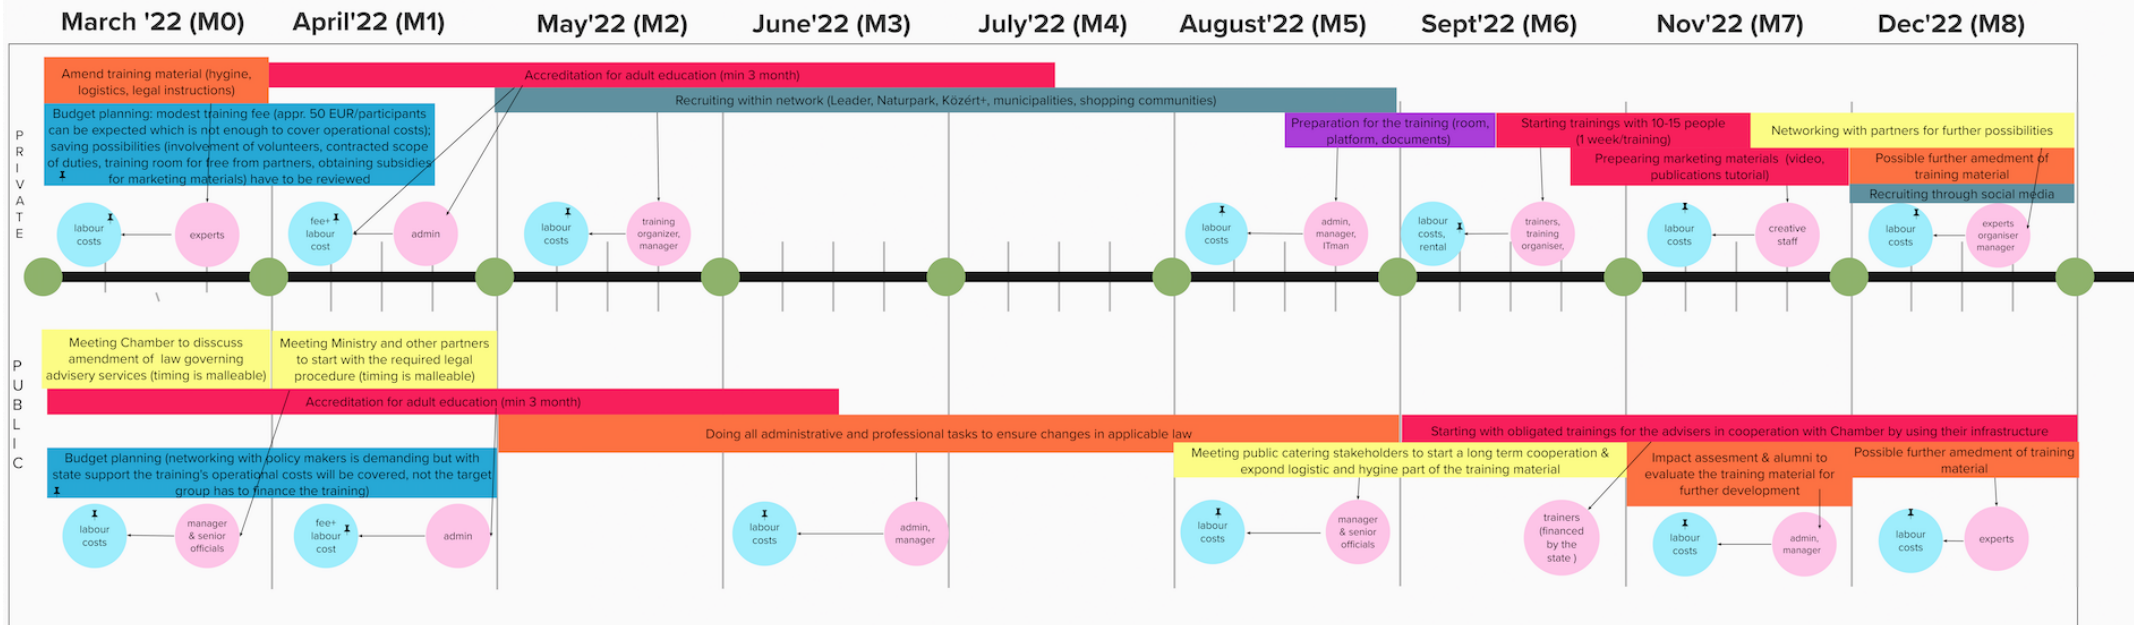 March '22 (M0)
April'22 (M1)
May'22 (M2)
June'22 (M3)
July'22 (M4)
August'22 (M5)
Sept'22 (M6)
Nov'22 (M7)
Dec'22 (M8)
PRIVATE
Amend training material (hygine,
logistics, legal instructions)
Accreditation for adult education (min 3 month)
Recruiting within network (Leader, Naturpark, Közért+, municipalities, shopping communities)
Budget planning: modest training fee (appr. 50 EUR/participants
can be expected which is not enough to cover operational costs);
saving possibilities (involvement of volunteers, contracted scope
of duties, training room for free from partners, obtaining subsidies
for marketing materials) have to be reviewed
Preparation for the training (room,
platform, documents)
Starting trainings with 10-15 people
(1 week/training)
Networking with partners for further possibilities
Prepearing marketing materials (video,
publications tutorial)
Possible further amedment of
training material
Recruiting through social media
labour
costs
experts
fee+
labour
cost
admin
labour
costs
training
organizer,
manager
labour
costs
admin,
manager,
ITman
labour
costs,
rental
trainers,
training
organiser,
labour
costs
creative
staff
labour
costs
experts
organiser
manager
PUBLIC
Meeting Chamber to disscuss
amendment of law governing
advisery services (timing is malleable)
Meeting Ministry and other partners
to start with the required legal
procedure (timing is malleable)
Accreditation for adult education (min 3 month)
Doing all administrative and professional tasks to ensure changes in applicable law
Starting with obligated trainings for the advisers in cooperation with Chamber by using their infrastructure
Budget planning (networking with policy makers is demanding but with
state support the training's operational costs will be covered, not the target
group has to finance the training)
Meeting public catering stakeholders to start a long term cooperation &
expond logistic and hygine part of the training material
Impact assesment & alumni to
evaluate the training material for
further development
Possible further amedment of training
material
labour
costs
manager
& senior
officials
fee+
labour
cost
admin
labour
costs
admin,
manager
labour
costs
manager
& senior
officials
trainers
(financed
by the
state )
labour
costs
admin,
manager
labour
costs
experts